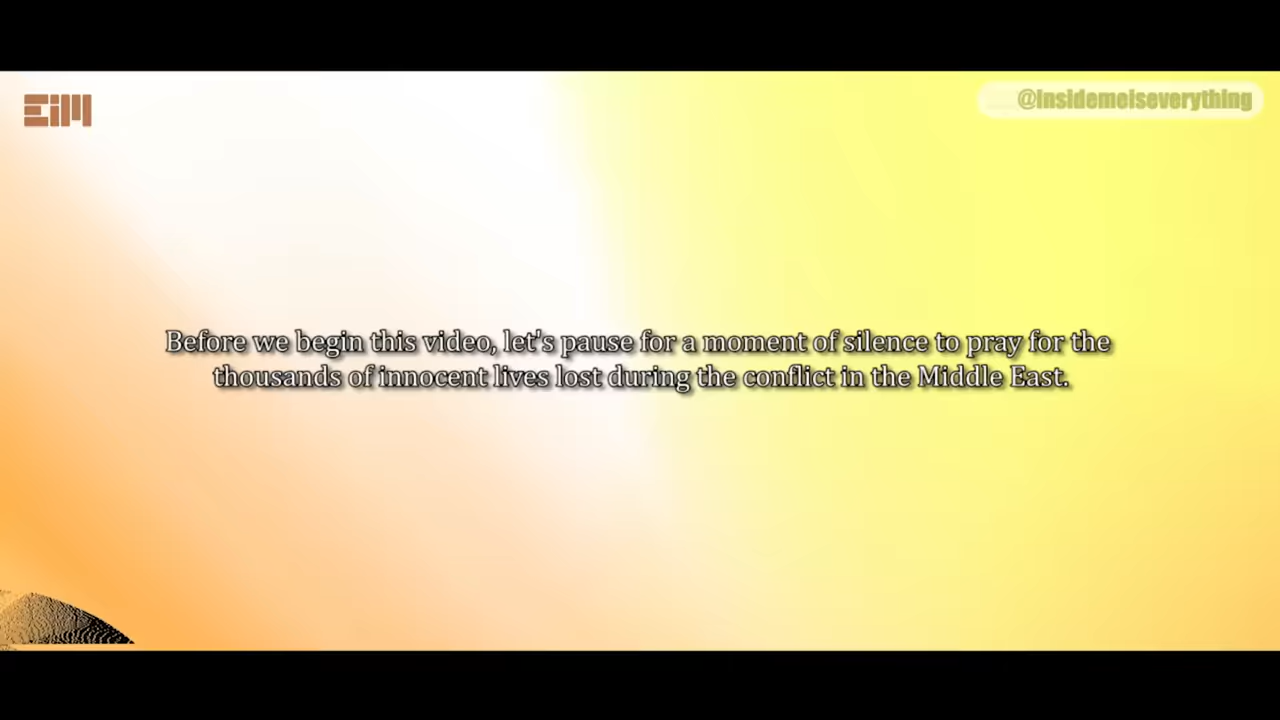 EiM
@insidemeiseverything
Before we begin this video, let's pause for a moment of silence to pray for the
thousands of innocent lives lost during the conflict in the Middle East.